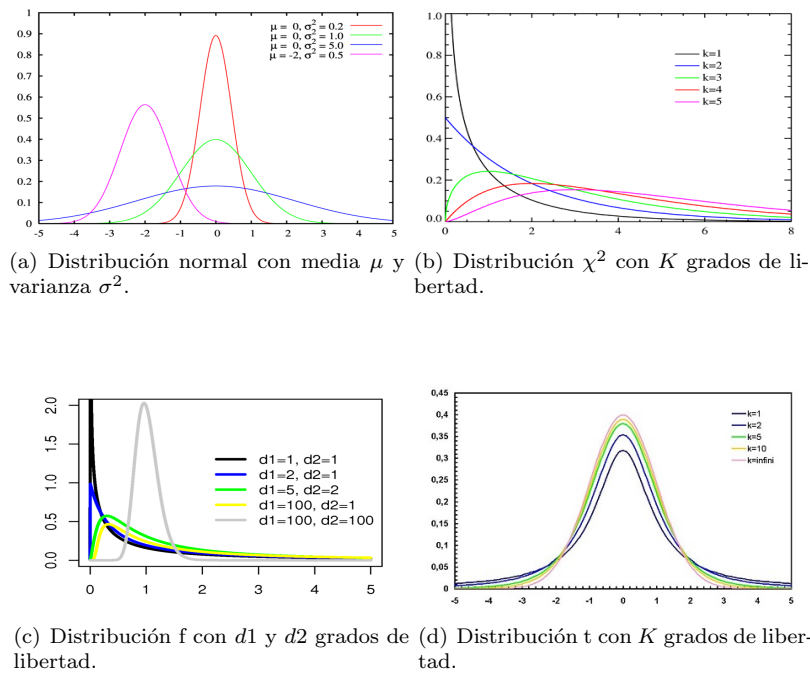 1
0.9
0.8
0.7
0.6
0.5
0.4
0.3
0.2
0.1
0
-5 -4 -3 -2 -1 0 1 2 3 4 5
μ = 0, σ² = 0.2
μ = 0, σ² = 1.0
μ = 0, σ² = 5.0
μ = -2, σ² = 0.5
(a) Distribución normal con media μ y
varianza σ².
1.0
0.8
0.6
0.4
0.2
0.0
0 2 4 6 8
k=1
k=2
k=3
k=4
k=5
(b) Distribución χ² con K grados de li-
bertad.
2.0
1.5
1.0
0.5
0.0
0 1 2 3 4 5
d1=1, d2=1
d1=2, d2=1
d1=5, d2=2
d1=100, d2=1
d1=100, d2=100
(c) Distribución f con d1 y d2 grados de
libertad.
0,45
0,4
0,35
0,3
0,25
0,2
0,15
0,1
0,05
0
-5 -4 -3 -2 -1 0 1 2 3 4 5
k=1
k=2
k=5
k=10
k=infini
(d) Distribución t con K grados de liber-
tad.